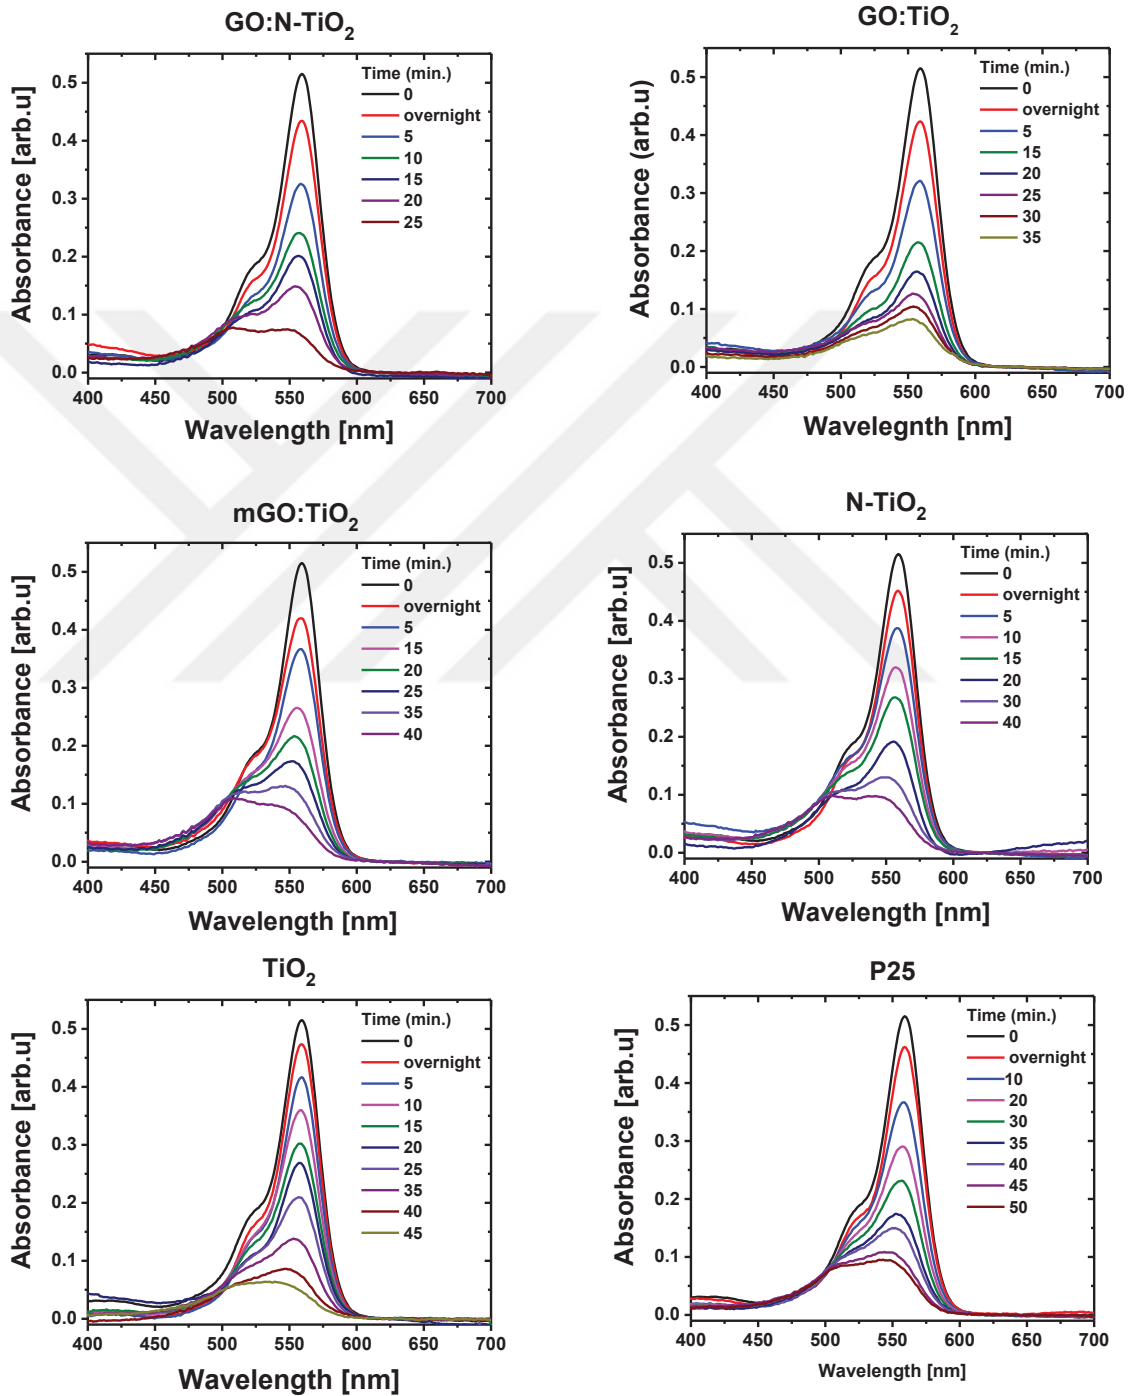 GO:N-TiO2
Absorbance [arb.u]
0.5
0.4
0.3
0.2
0.1
0.0
Time (min.)
0
overnight
5
10
15
20
25
400 450 500 550 600 650 700
Wavelength [nm]
GO:TiO2
Absorbance (arb.u)
0.5
0.4
0.3
0.2
0.1
0.0
Time (min.)
0
overnight
5
15
20
25
30
35
400 450 500 550 600 650 700
Wavelegnth [nm]
mGO:TiO2
Absorbance [arb.u]
0.5
0.4
0.3
0.2
0.1
0.0
Time (min.)
0
overnight
5
15
20
25
35
40
400 450 500 550 600 650 700
Wavelength [nm]
N-TiO2
Absorbance [arb.u]
0.5
0.4
0.3
0.2
0.1
0.0
Time (min.)
0
overnight
5
10
15
20
30
40
400 450 500 550 600 650 700
Wavelength [nm]
TiO2
Absorbance [arb.u]
0.5
0.4
0.3
0.2
0.1
0.0
Time (min.)
0
overnight
5
10
15
20
25
35
40
45
400 450 500 550 600 650 700
Wavelength [nm]
P25
Absorbance [arb.u]
0.5
0.4
0.3
0.2
0.1
0.0
Time (min.)
0
overnight
10
20
30
35
40
45
50
400 450 500 550 600 650 700
Wavelength [nm]